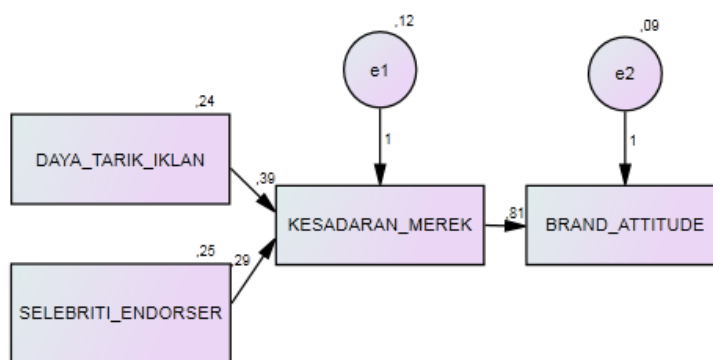 ,12
e1
,09
e2
1
1
,24
DAYA_TARIK_IKLAN
,39
KESADARAN_MEREK
,81
BRAND_ATTITUDE
,25
,29
SELEBRITI_ENDORSER